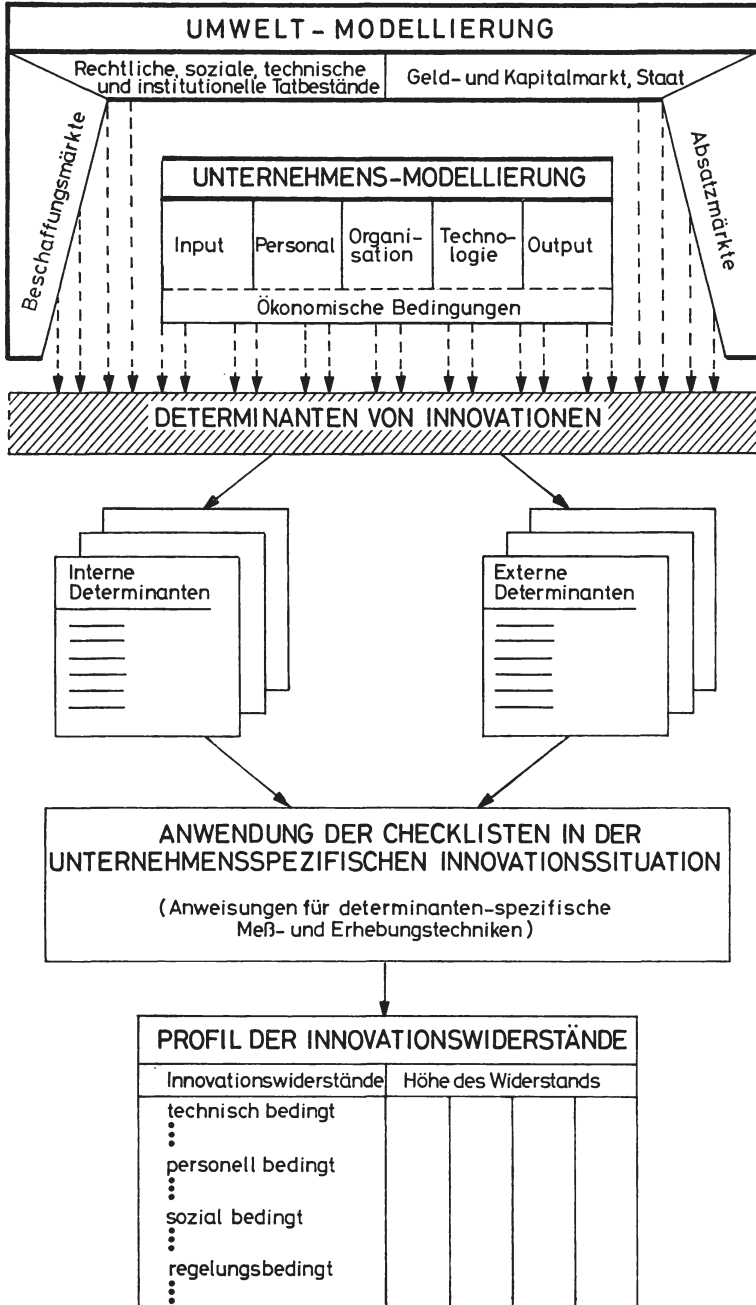 UMWELT - MODELLIERUNG
Rechtliche, soziale, technische
und institutionelle Tatbestände
Geld- und Kapitalmarkt, Staat
Beschaffungsmärkte
Absatzmärkte
UNTERNEHMENS-MODELLIERUNG
Input
Personal
Organi-
sation
Techno-
logie
Output
Ökonomische Bedingungen
DETERMINANTEN VON INNOVATIONEN
Interne
Determinanten
Externe
Determinanten
ANWENDUNG DER CHECKLISTEN IN DER
UNTERNEHMENSSPEZIFISCHEN INNOVATIONSSITUATION
(Anweisungen für determinanten-spezifische
Meß- und Erhebungstechniken)
PROFIL DER INNOVATIONSWIDERSTÄNDE
Innovationswiderstände
Höhe des Widerstands
technisch bedingt
personell bedingt
sozial bedingt
regelungsbedingt